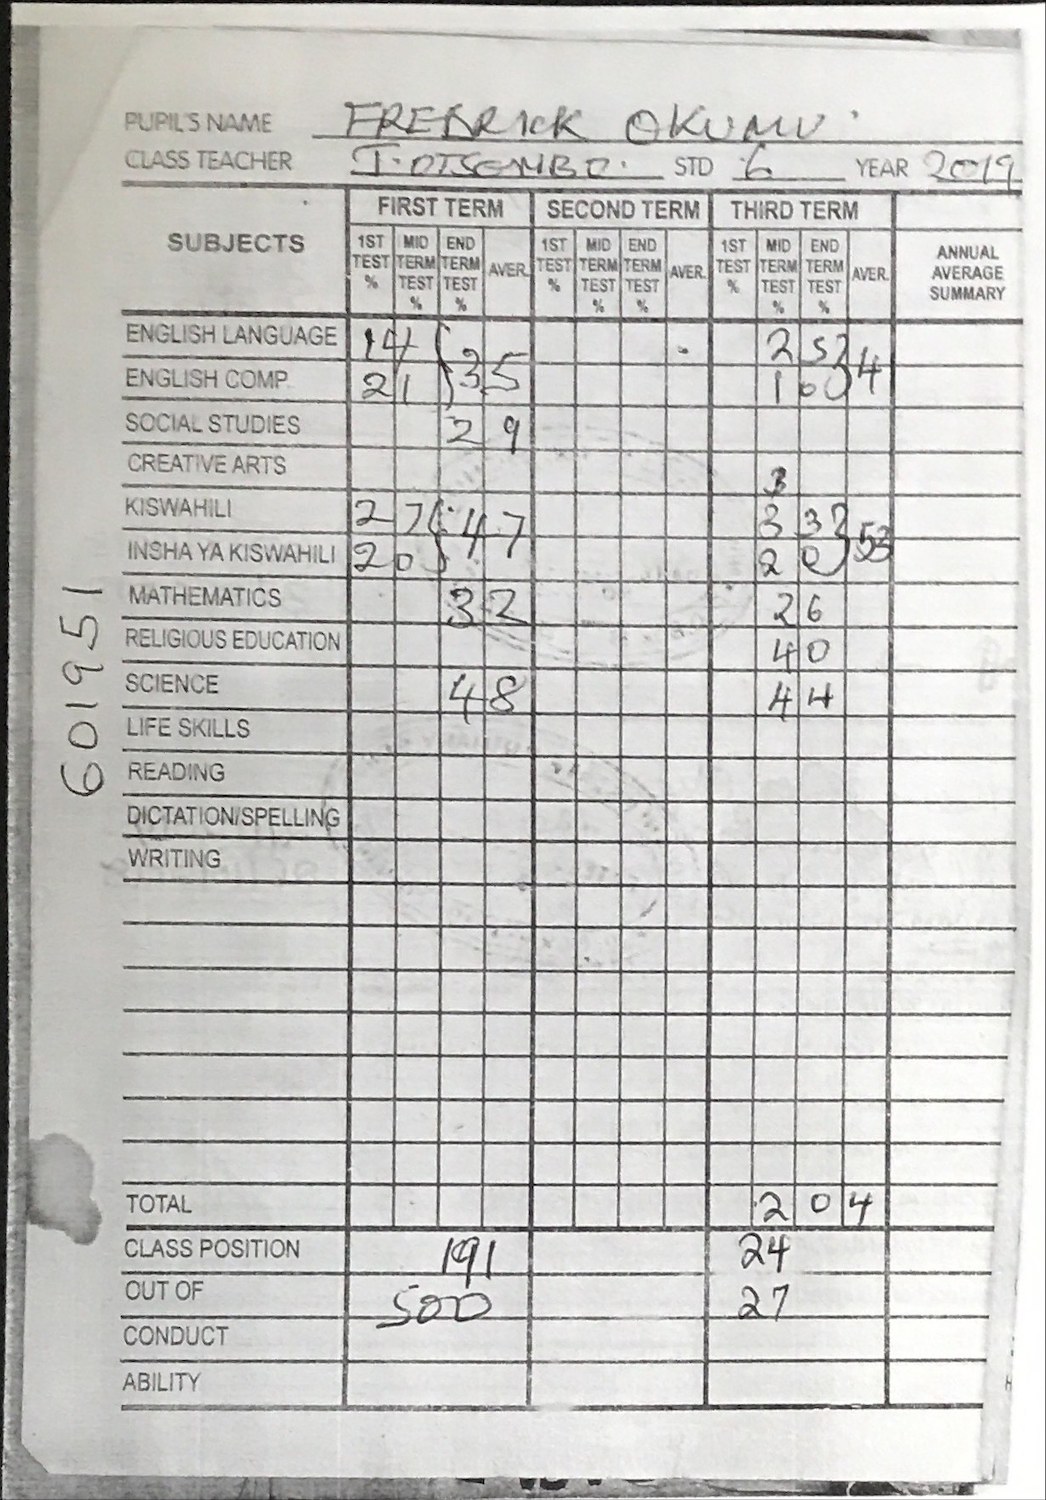 PUPIL'S NAME FREDRICK OKUMU
CLASS TEACHER J. OTSEMBO. STD 6 YEAR 2019
SUBJECTS FIRST TERM SECOND TERM THIRD TERM ANNUAL AVERAGE SUMMARY
1ST TEST % MID TERM TEST % END TERM TEST % AVER. 1ST TEST % MID TERM TEST % END TERM TEST % AVER. 1ST TEST % MID TERM TEST % END TERM TEST % AVER.
ENGLISH LANGUAGE 14 35 25 4
ENGLISH COMP. 21 10
SOCIAL STUDIES 29
CREATIVE ARTS 3
KISWAHILI 27 47 33 53
INSHA YA KISWAHILI 20 20
MATHEMATICS 32 26
RELIGIOUS EDUCATION 40
SCIENCE 48 44
LIFE SKILLS
READING
DICTATION/SPELLING
WRITING
TOTAL 204
CLASS POSITION 191 24
OUT OF 500 27
CONDUCT
ABILITY
601951